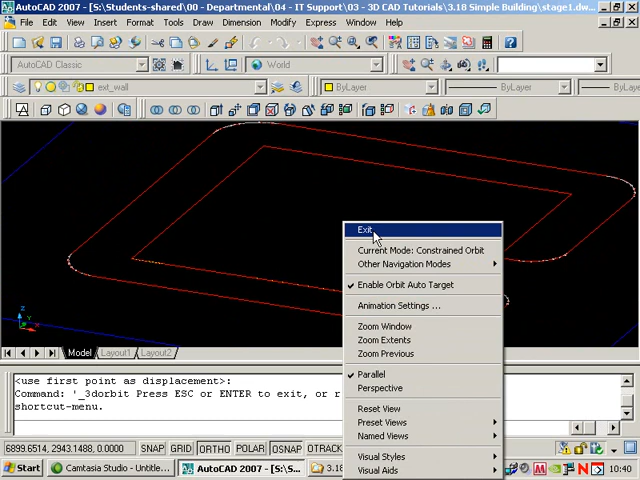 AutoCAD 2007 - [S:\Students-shared\00 - Departmental\04 - IT Support\03 - 3D CAD Tutorials\3.18 Simple Building\stage1.dw...
File Edit View Insert Format Tools Draw Dimension Modify Express Window Help
AutoCAD Classic
World
ext_wall
ByLayer
ByLayer
Exit
Current Mode: Constrained Orbit
Other Navigation Modes
Enable Orbit Auto Target
Animation Settings ...
Zoom Window
Zoom Extents
Zoom Previous
Parallel
Perspective
Reset View
Preset Views
Named Views
Visual Styles
Visual Aids
Model Layout1 Layout2
<use first point as displacement>:
Command: '_3dorbit Press ESC or ENTER to exit, or r
shortcut-menu.
6899.6514, 2943.1488, 0.0000 SNAP GRID ORTHO POLAR OSNAP OTRACK
Start Camtasia Studio - Untitle... AutoCAD 2007 - [S:\S... 3.18 10:40